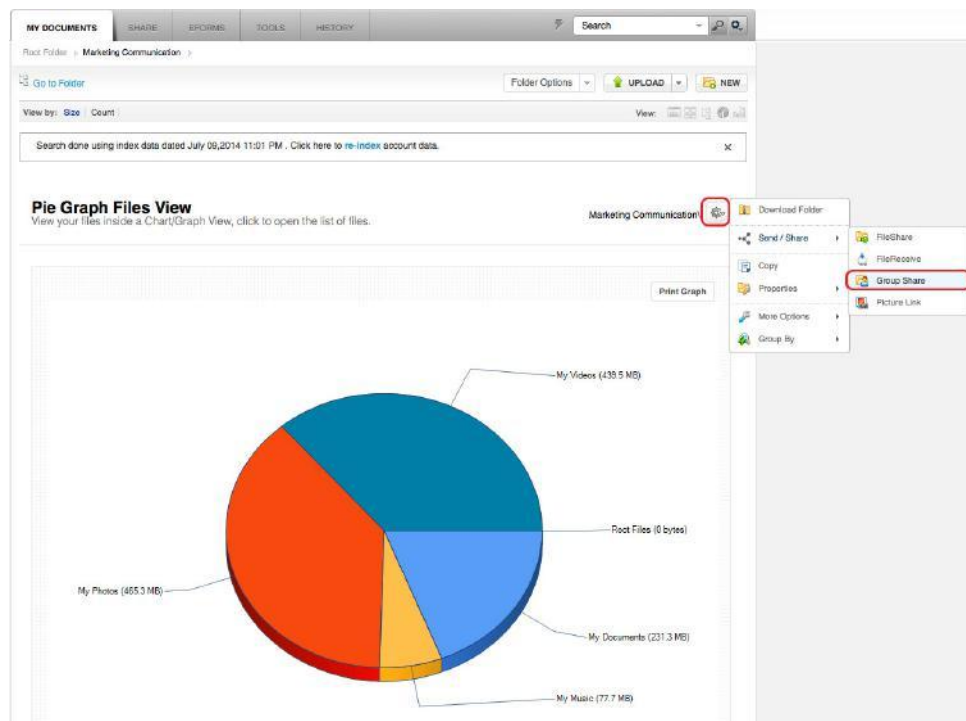 MY DOCUMENTS SHARE EFORMS TOOLS HISTORY Search
Root Folder Marketing Communication
Go to Folder Folder Options UPLOAD NEW
View by: Size Count View:
Search done using index data dated July 09,2014 11:01 PM . Click here to re-index account data. x
Pie Graph Files View
View your files inside a Chart/Graph View, click to open the list of files.
Marketing Communication\
Download Folder
Send / Share
Copy
Properties
More Options
Group By
FileShare
FileReceive
Group Share
Picture Link
Print Graph
My Videos (439.5 MB)
Root Files (0 bytes)
My Photos (465.3 MB)
My Documents (231.3 MB)
My Music (77.7 MB)